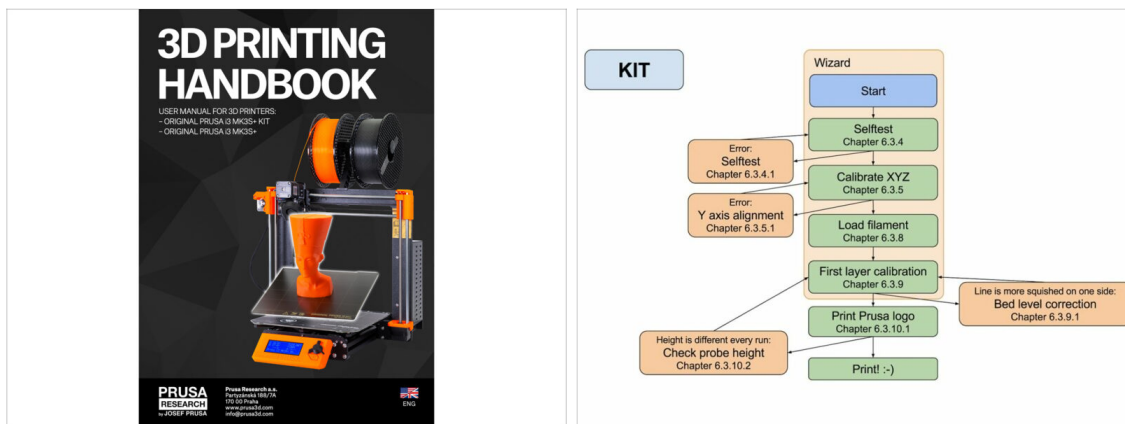 3D PRINTING
HANDBOOK
USER MANUAL FOR 3D PRINTERS:
– ORIGINAL PRUSA i3 MK3S+ KIT
– ORIGINAL PRUSA i3 MK3S+
PRUSA
RESEARCH
by JOSEF PRUSA
Prusa Research a.s.
Partyzánská 188/7A
170 00 Praha
www.prusa3d.com
info@prusa3d.com
ENG
KIT
Wizard
Start
Selftest
Chapter 6.3.4
Error:
Selftest
Chapter 6.3.4.1
Calibrate XYZ
Chapter 6.3.5
Error:
Y axis alignment
Chapter 6.3.5.1
Load filament
Chapter 6.3.8
First layer calibration
Chapter 6.3.9
Line is more squished on one side:
Bed level correction
Chapter 6.3.9.1
Print Prusa logo
Chapter 6.3.10.1
Height is different every run:
Check probe height
Chapter 6.3.10.2
Print! :-)